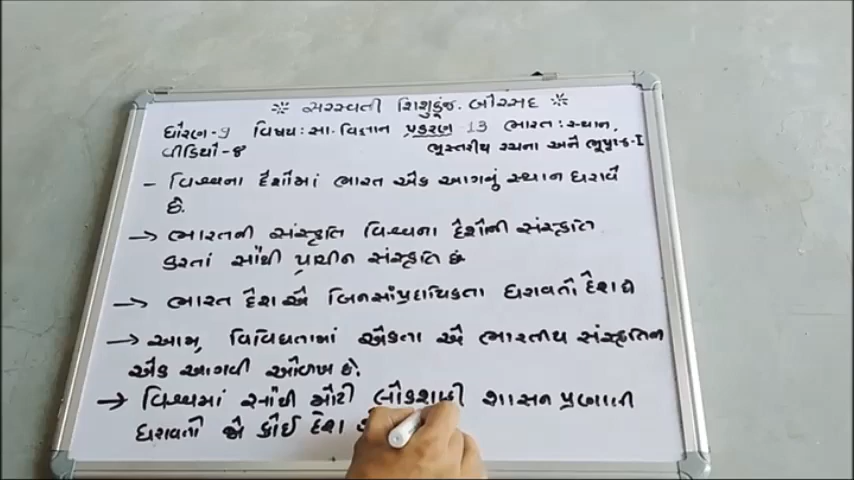 * સરસ્વતી શિશુકુંજ. બોરસદ *
ધોરણ-9 વિષય: સા. વિજ્ઞાન પ્રકરણ 13 ભારત: સ્થાન,
વીડિયો-૪ ભૂસ્તરીય રચના અને ભૂપૃષ્ઠ-I
- વિશ્વના દેશોમાં ભારત એક આગવું સ્થાન ધરાવે
છે.
→ ભારતની સંસ્કૃતિ વિશ્વના દેશોની સંસ્કૃતિ
કરતાં સૌથી પ્રાચીન સંસ્કૃતિ છે
→ ભારત દેશ એ બિનસાંપ્રદાયિકતા ધરાવતો દેશ છે
→ આમ, વિવિધતામાં એકતા એ ભારતીય સંસ્કૃતિની
એક આગવી ઓળખ છે.
→ વિશ્વમાં સૌથી મોટી લોકશાહી શાસન પ્રણાલી
ધરાવતો એ કોઈ દેશ